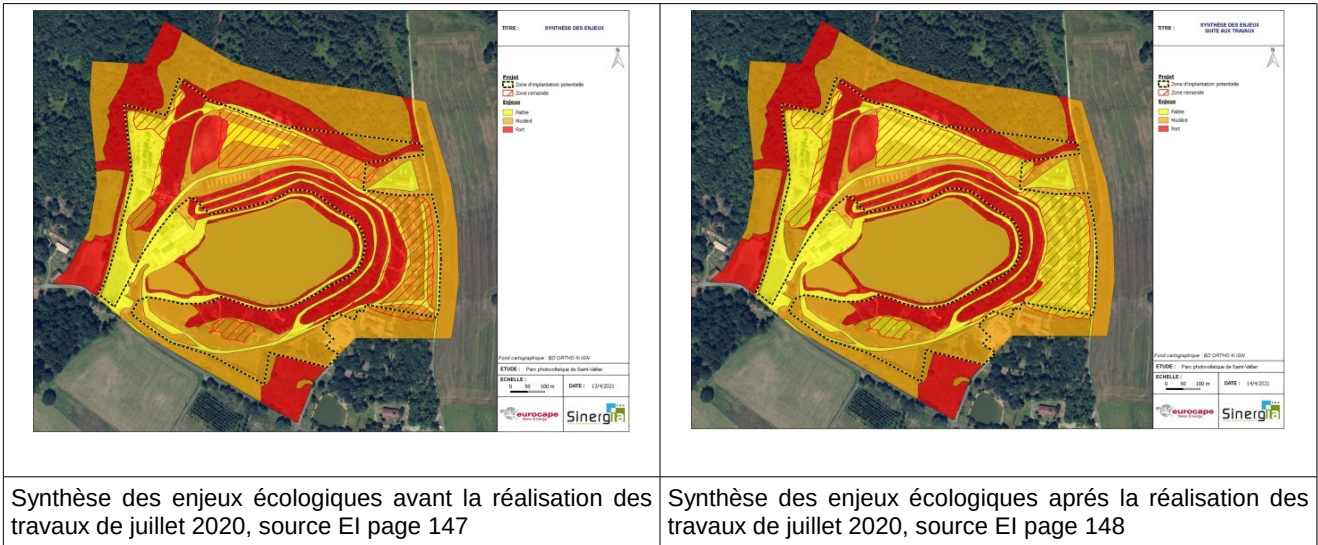 TITRE : SYNTHÈSE DES ENJEUX
N
Projet
Zone d'implantation potentielle
Zone remaniée
Enjeux
Faible
Modéré
Fort
Fond cartographique : BD ORTHO ® IGN
ETUDE : Parc photovoltaïque de Saint-Vallier
ECHELLE :
0 50 100 m
DATE : 13/4/2021
eurocape
New Energy
Sinergia
TITRE : SYNTHÈSE DES ENJEUX
SUITE AUX TRAVAUX
N
Projet
Zone d'implantation potentielle
Zone remaniée
Enjeux
Faible
Modéré
Fort
Fond cartographique : BD ORTHO ® IGN
ETUDE : Parc photovoltaïque de Saint-Vallier
ECHELLE :
0 50 100 m
DATE : 14/4/2021
eurocape
New Energy
Sinergia
Synthèse des enjeux écologiques avant la réalisation des
travaux de juillet 2020, source EI page 147
Synthèse des enjeux écologiques aprés la réalisation des
travaux de juillet 2020, source EI page 148